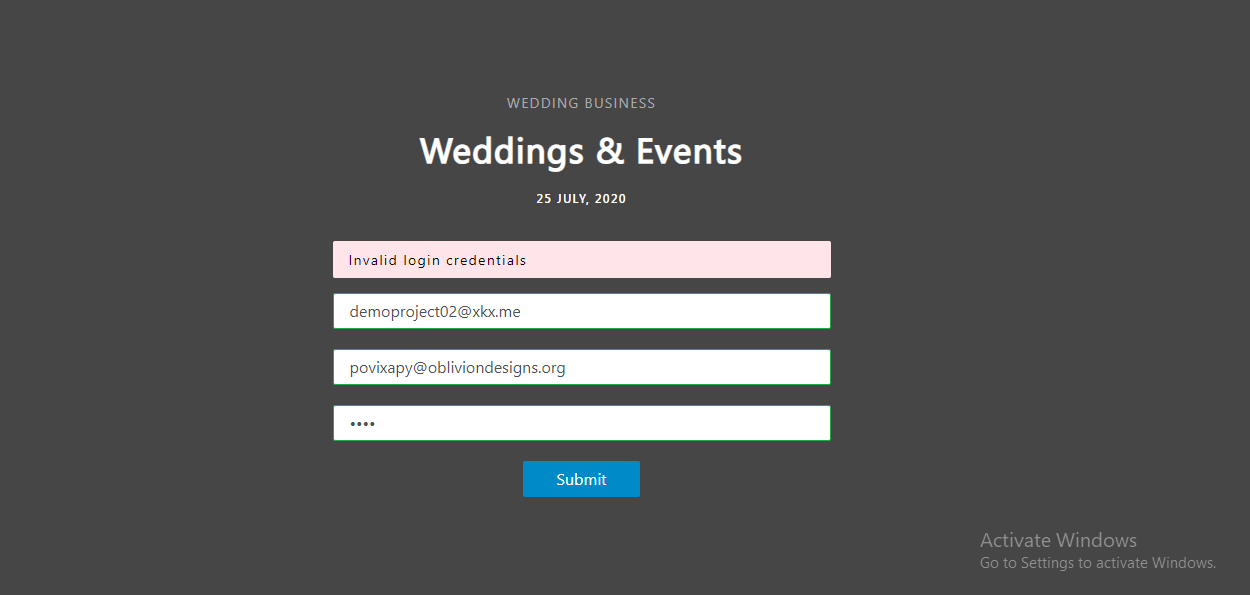 WEDDING BUSINESS
Weddings & Events
25 JULY, 2020
Invalid login credentials
demoproject02@xkx.me
povixapy@obliviondesigns.org
••••
Submit
Activate Windows
Go to Settings to activate Windows.